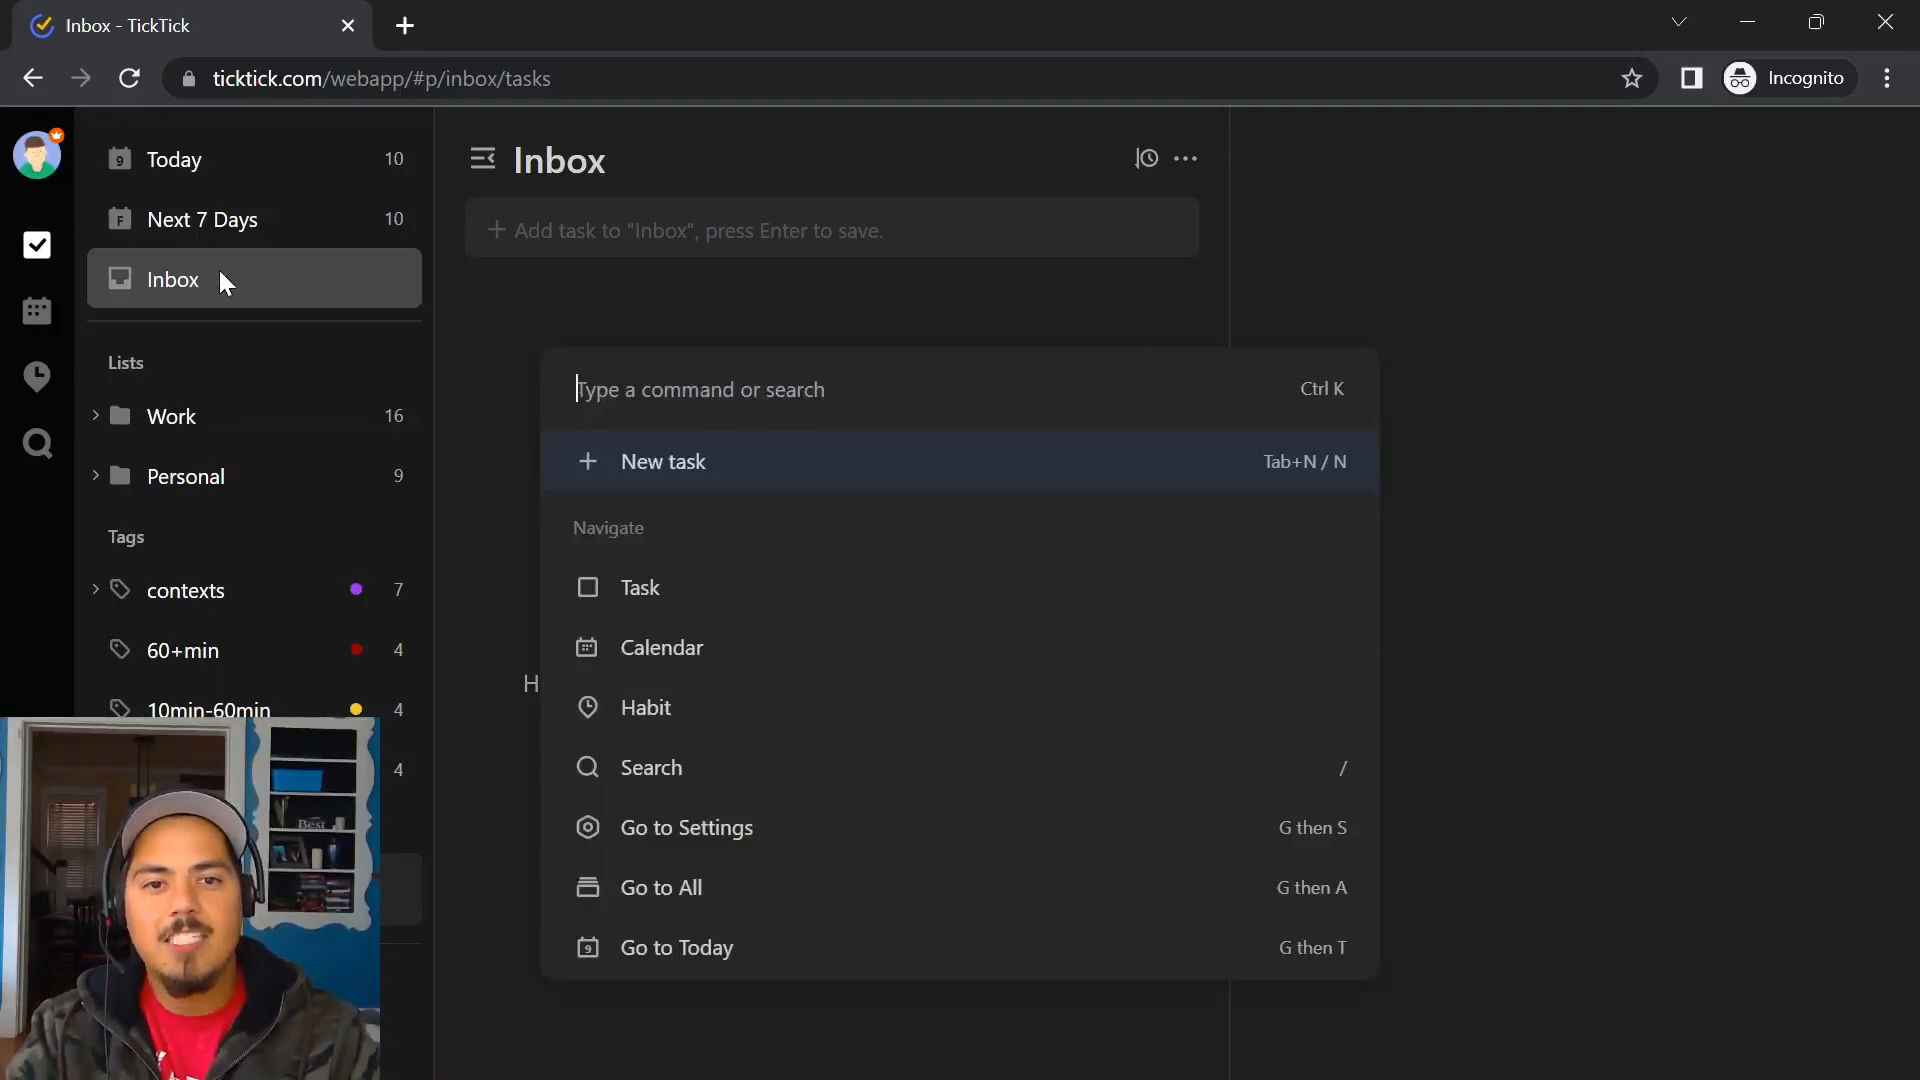 Inbox - TickTick
ticktick.com/webapp/#p/inbox/tasks
Incognito
9 Today 10
F Next 7 Days 10
Inbox
Lists
Work 16
Personal 9
Tags
contexts 7
60+min 4
10min-60min 4
4
Inbox
+ Add task to "Inbox", press Enter to save.
H
Type a command or search Ctrl K
+ New task Tab+N / N
Navigate
Task
Calendar
Habit
Search /
Go to Settings G then S
Go to All G then A
9 Go to Today G then T
Best